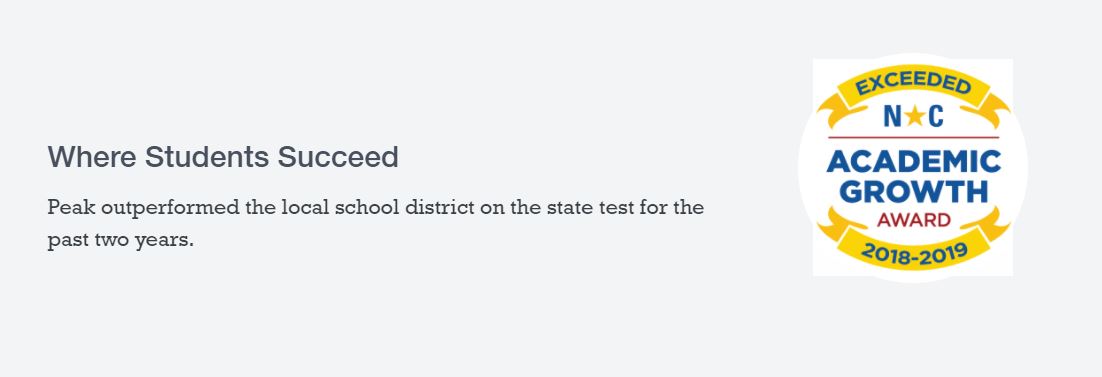 Where Students Succeed
Peak outperformed the local school district on the state test for the
past two years.
EXCEEDED
N★C
ACADEMIC
GROWTH
AWARD
2018-2019